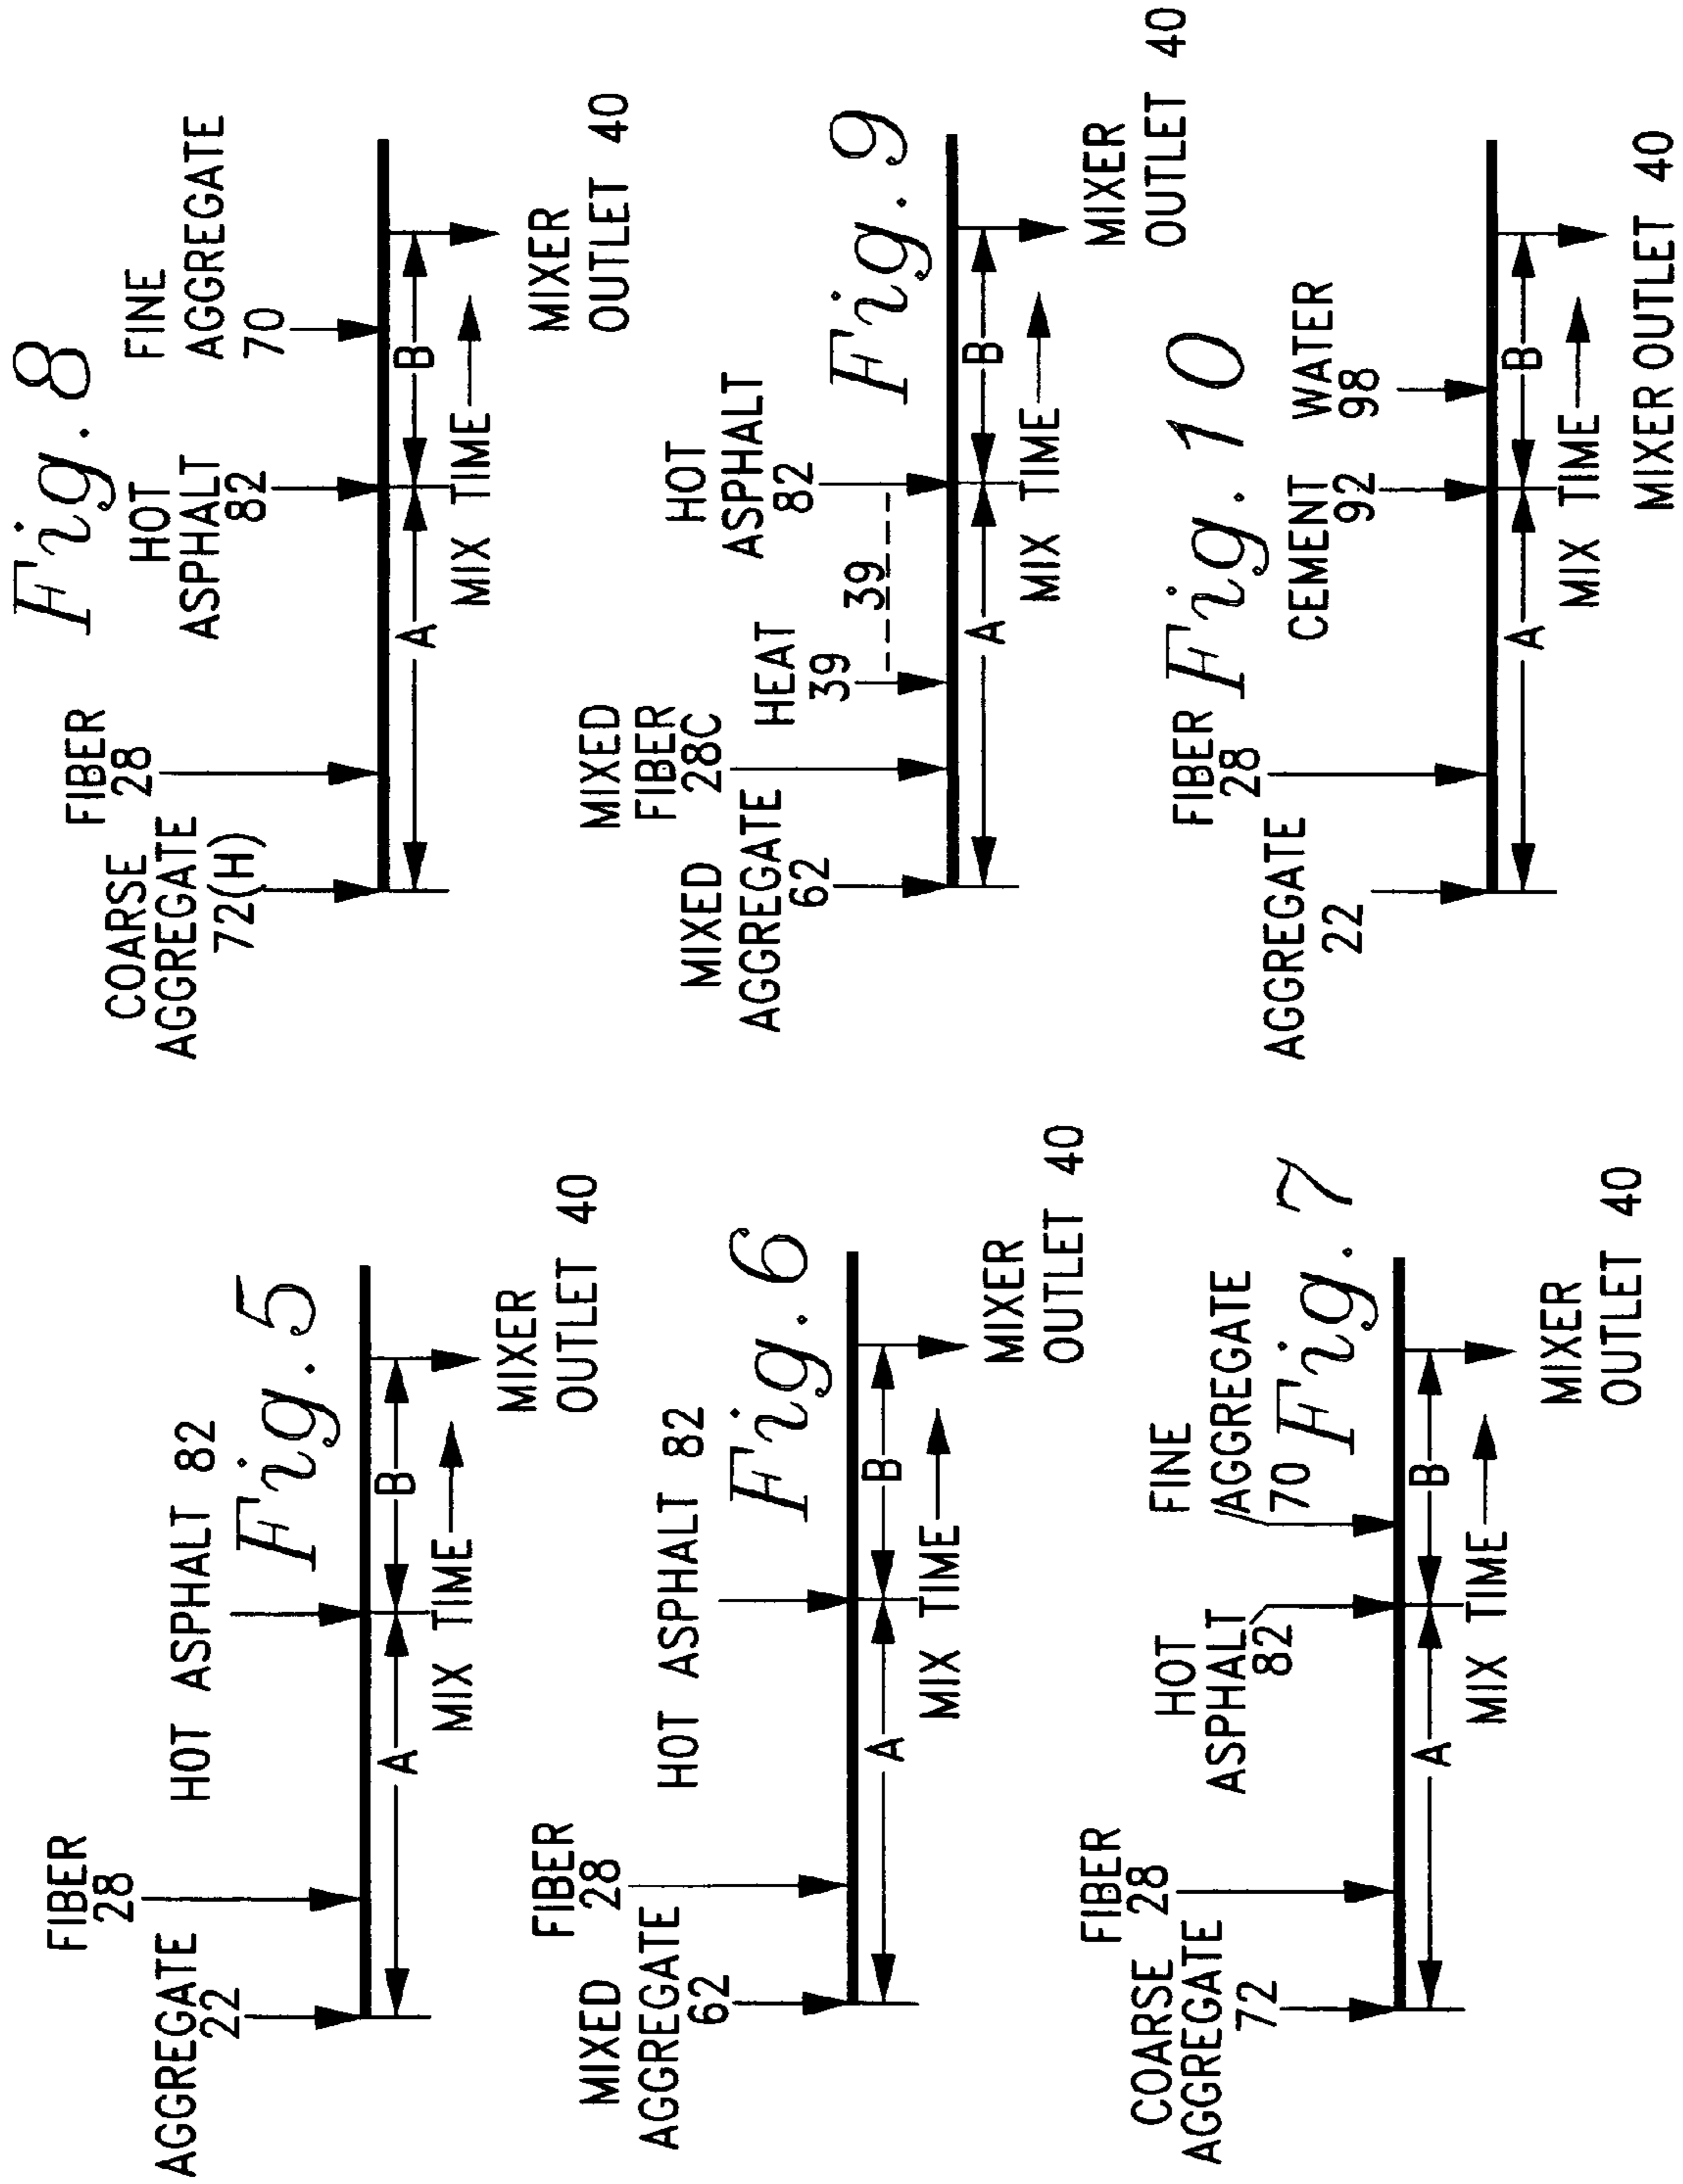 FIBER
28
AGGREGATE
22
HOT ASPHALT 82
Fig. 5
A
B
MIX TIME
MIXER
OUTLET 40
FIBER
28
MIXED
AGGREGATE
62
HOT ASPHALT 82
Fig. 6
A
B
MIX TIME
MIXER
OUTLET 40
FIBER
28
COARSE
AGGREGATE
72
HOT
ASPHALT
82
FINE
AGGREGATE
70
Fig. 7
A
B
MIX TIME
MIXER
OUTLET 40
Fig. 8
FIBER
28
COARSE
AGGREGATE
72(H)
HOT
ASPHALT
82
FINE
AGGREGATE
70
A
B
MIX TIME
MIXER
OUTLET 40
MIXED
FIBER
28C
MIXED
AGGREGATE
62
HEAT
39
39
HOT
ASPHALT
82
Fig. 9
A
B
MIX TIME
MIXER
OUTLET 40
FIBER
28
Fig. 10
AGGREGATE
22
CEMENT
92
WATER
98
A
B
MIX TIME
MIXER OUTLET 40